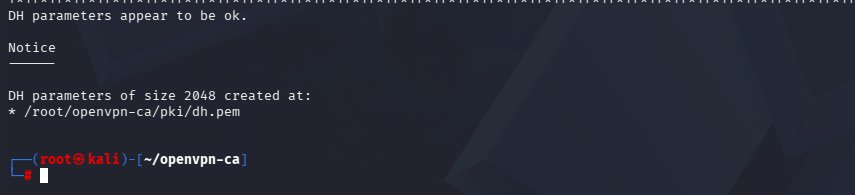 DH parameters appear to be ok.
Notice
------
DH parameters of size 2048 created at:
* /root/openvpn-ca/pki/dh.pem
┌──(root㉿kali)-[~/openvpn-ca]
└─#